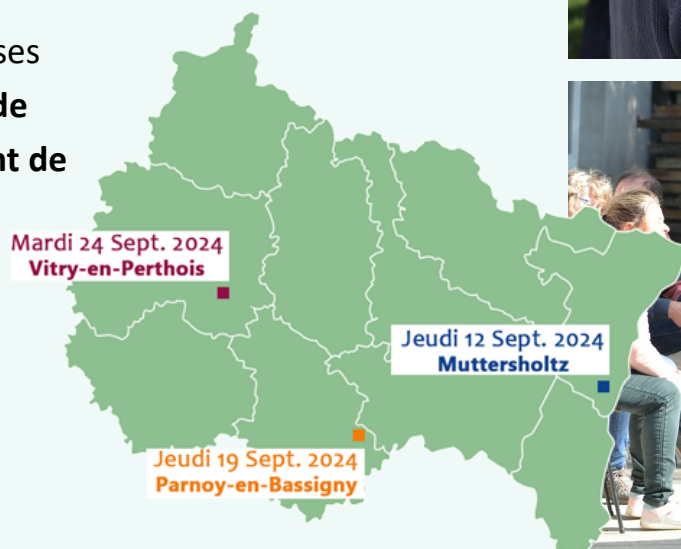 ses
de
nt de
Mardi 24 Sept. 2024
Vitry-en-Perthois
Jeudi 12 Sept. 2024
Muttersholtz
Jeudi 19 Sept. 2024
Parnoy-en-Bassigny